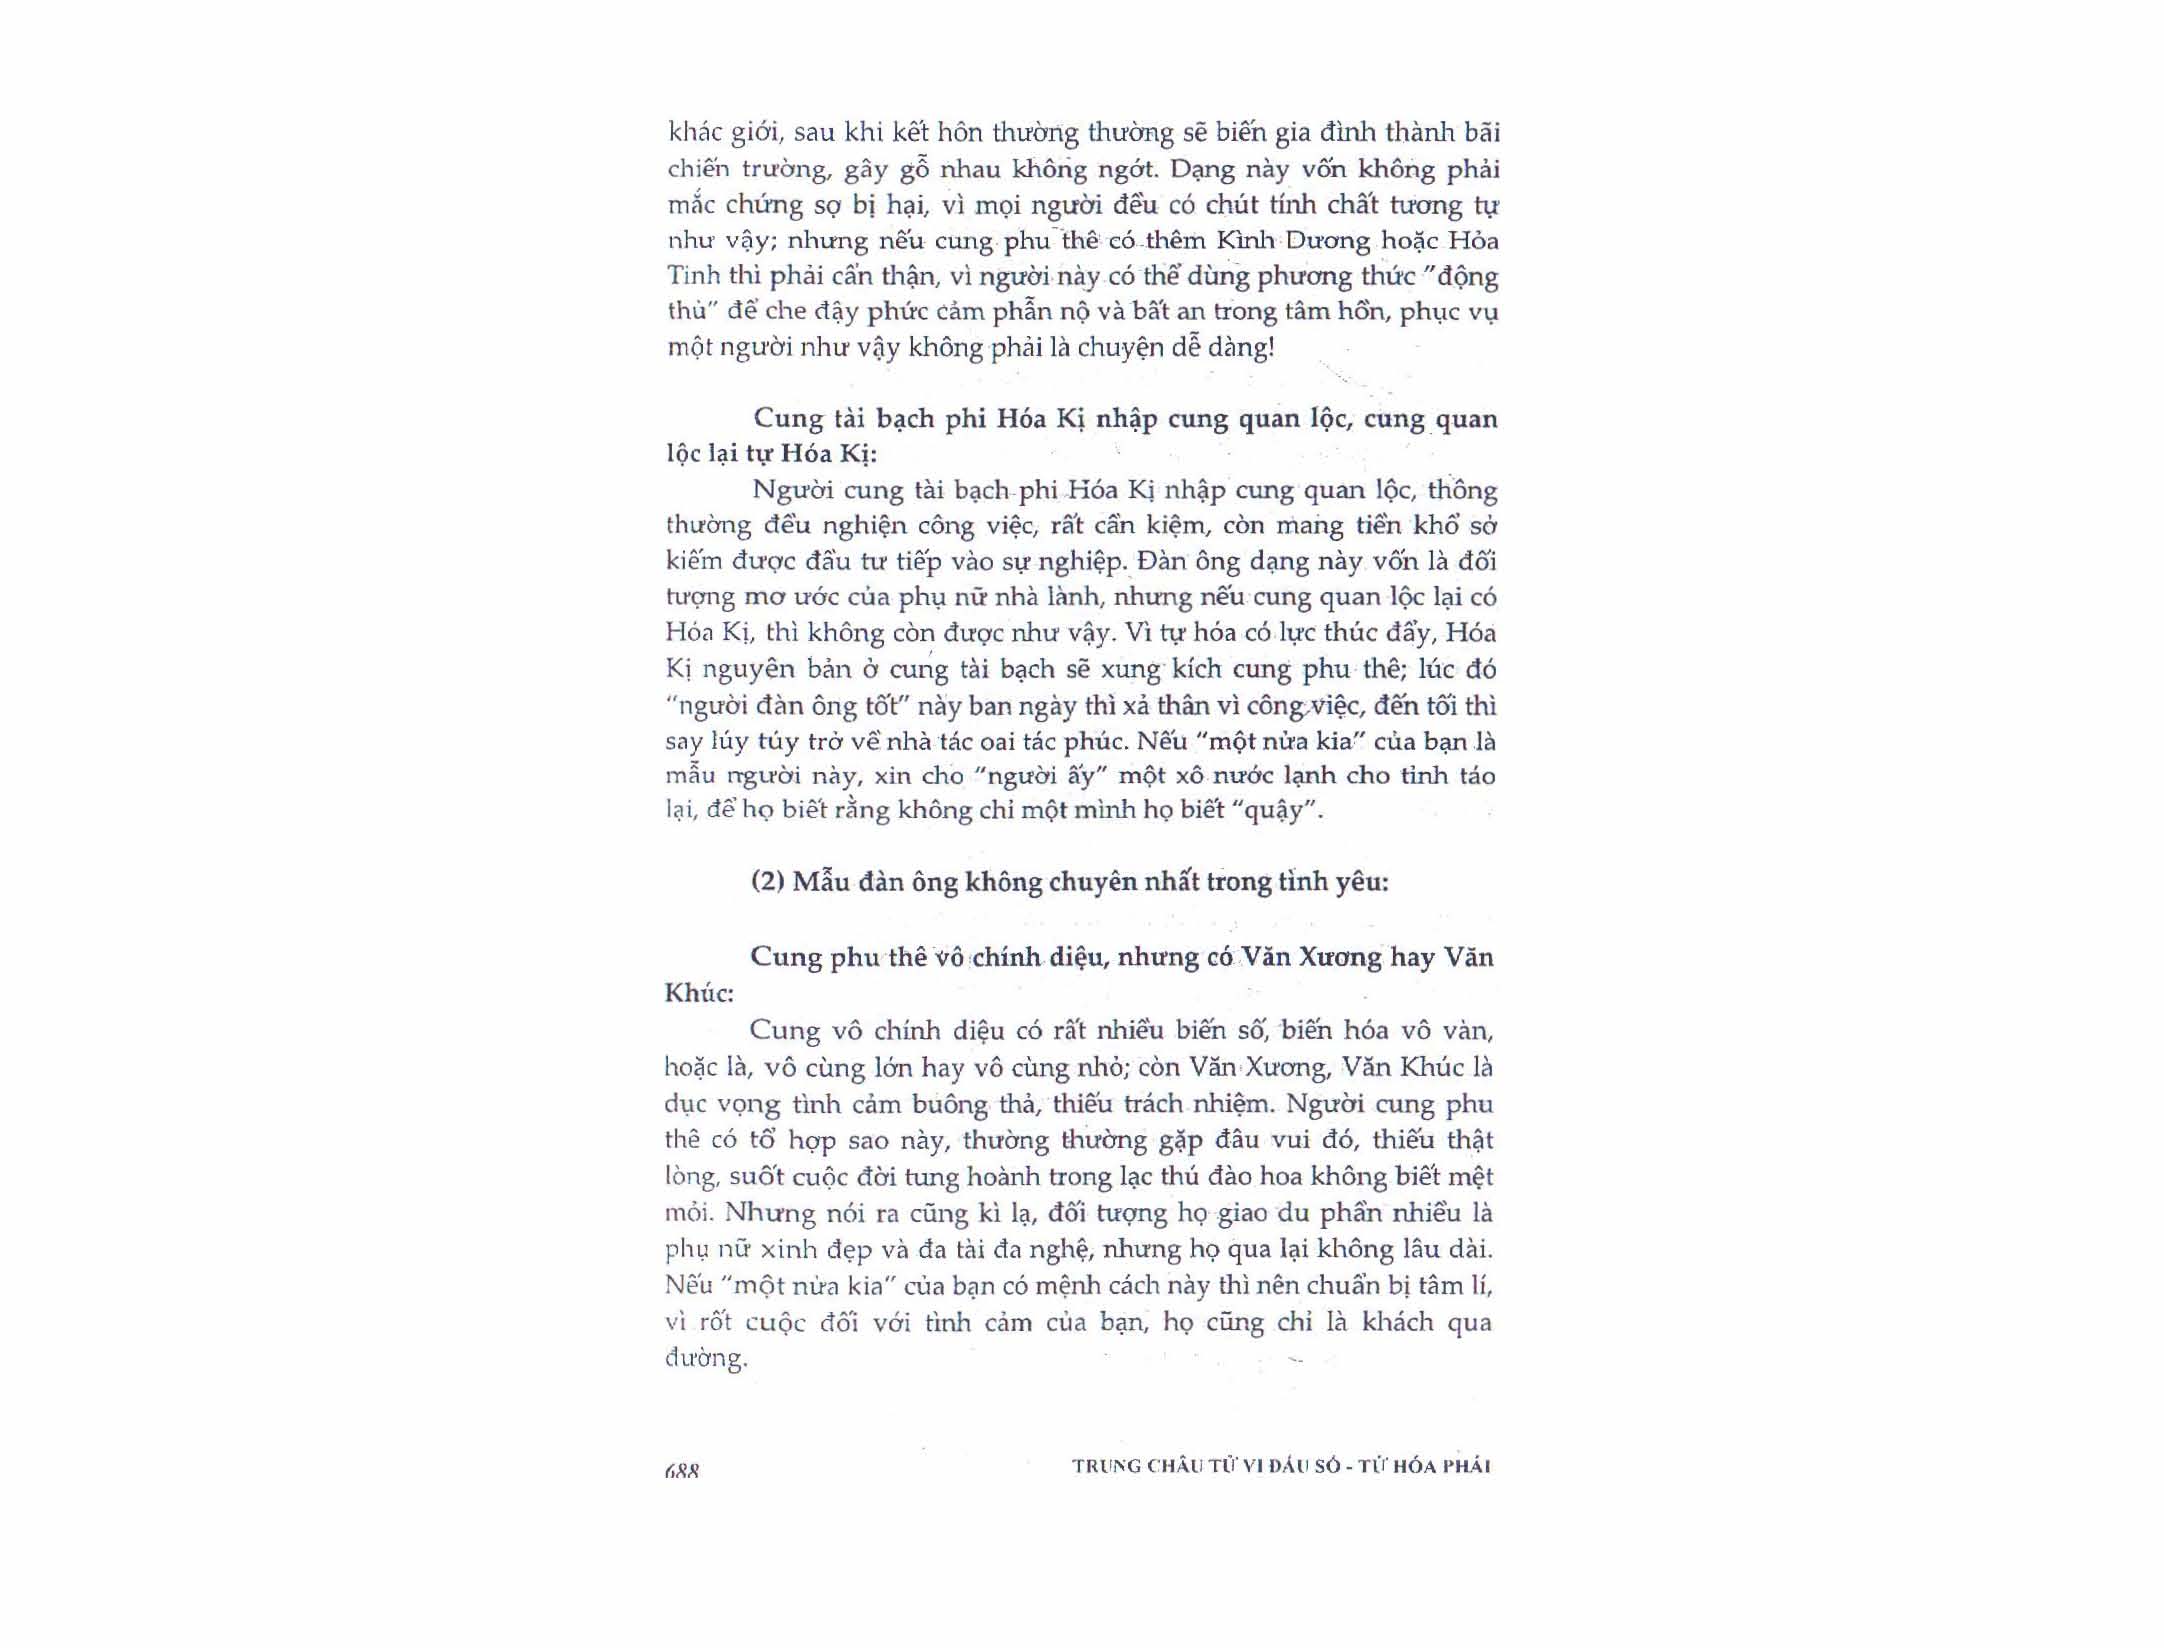 khác giới, sau khi kết hôn thường thường sẽ biến gia đình thành bãi
chiến trường, gây gỗ nhau không ngớt. Dạng này vốn không phải
mắc chứng sợ bị hại, vì mọi người đều có chút tính chất tương tự
như vậy; nhưng nếu cung phu thê có thêm Kình Dương hoặc Hỏa
Tinh thì phải cẩn thận, vì người này có thể dùng phương thức "động
thủ" để che đậy phức cảm phẫn nộ và bất an trong tâm hồn, phục vụ
một người như vậy không phải là chuyện dễ dàng!
Cung tài bạch phi Hóa Kị nhập cung quan lộc, cung quan
lộc lại tự Hóa Kị:
Người cung tài bạch phi Hóa Kị nhập cung quan lộc, thông
thường đều nghiện công việc, rất cần kiệm, còn mang tiền khổ sở
kiếm được đầu tư tiếp vào sự nghiệp. Đàn ông dạng này vốn là đối
tượng mơ ước của phụ nữ nhà lành, nhưng nếu cung quan lộc lại có
Hóa Kị, thì không còn được như vậy. Vì tự hóa có lực thúc đẩy, Hóa
Kị nguyên bản ở cung tài bạch sẽ xung kích cung phu thê; lúc đó
"người đàn ông tốt" này ban ngày thì xả thân vì công việc, đến tối thì
say lúy túy trở về nhà tác oai tác phúc. Nếu "một nửa kia" của bạn là
mẫu người này, xin cho "người ấy" một xô nước lạnh cho tỉnh táo
lại, để họ biết rằng không chỉ một mình họ biết "quậy".
(2) Mẫu đàn ông không chuyên nhất trong tình yêu:
Cung phu thê vô chính diệu, nhưng có Văn Xương hay Văn
Khúc:
Cung vô chính diệu có rất nhiều biến số, biến hóa vô vàn,
hoặc là, vô cùng lớn hay vô cùng nhỏ; còn Văn Xương, Văn Khúc là
dục vọng tình cảm buông thả, thiếu trách nhiệm. Người cung phu
thê có tổ hợp sao này, thường thường gặp đâu vui đó, thiếu thật
lòng, suốt cuộc đời tung hoành trong lạc thú đào hoa không biết mệt
mỏi. Nhưng nói ra cũng kì lạ, đối tượng họ giao du phần nhiều là
phụ nữ xinh đẹp và đa tài đa nghệ, nhưng họ qua lại không lâu dài.
Nếu "một nửa kia" của bạn có mệnh cách này thì nên chuẩn bị tâm lí,
vì rốt cuộc đối với tình cảm của bạn, họ cũng chỉ là khách qua
đường.
688
TRUNG CHÂU TỬ VI ĐẨU SỐ - TỨ HÓA PHÁI